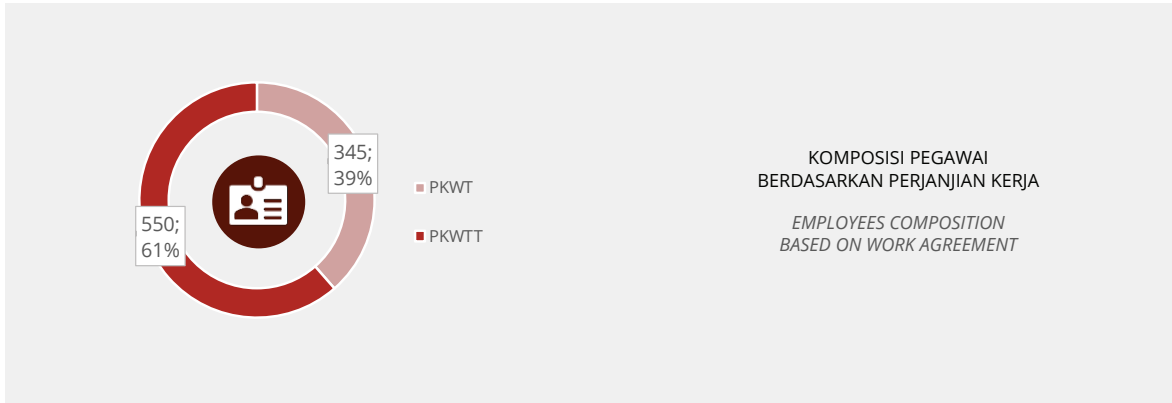 345;
39%
550;
61%
PKWT
PKWTT
KOMPOSISI PEGAWAI
BERDASARKAN PERJANJIAN KERJA
EMPLOYEES COMPOSITION
BASED ON WORK AGREEMENT